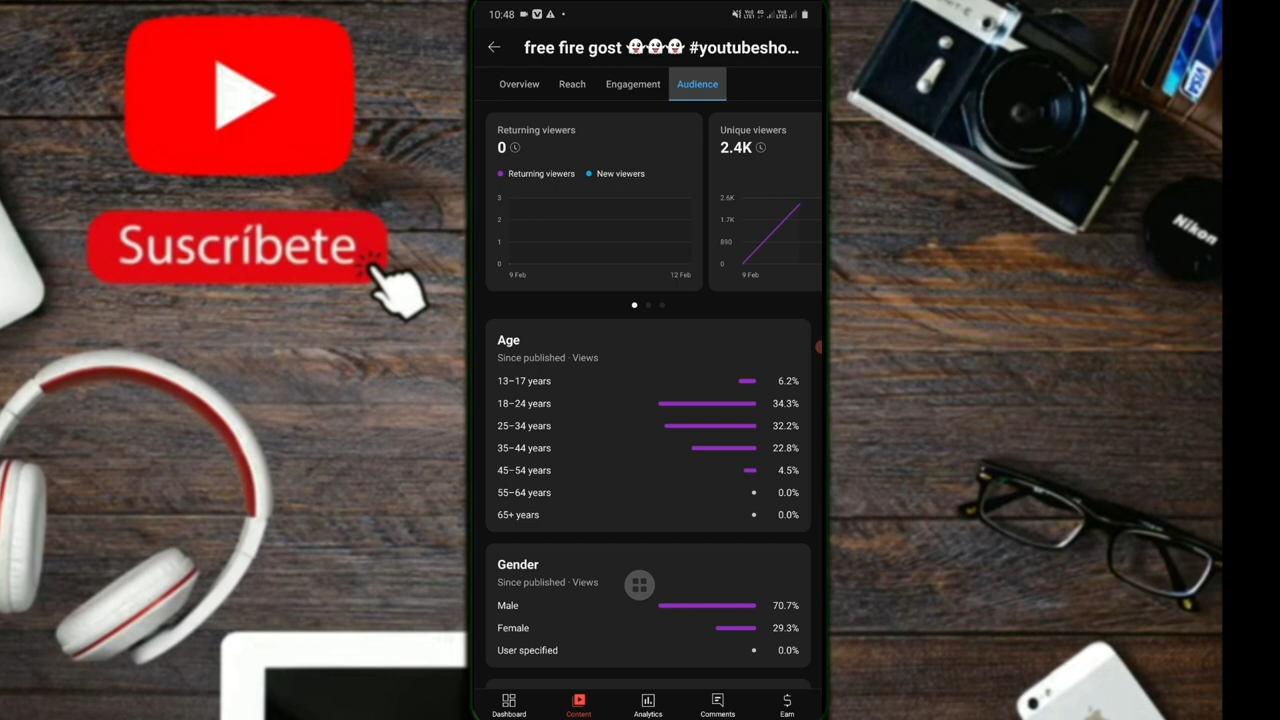 10:48
free fire gost 👻👻👻 #youtubesho...
Overview Reach Engagement Audience
Returning viewers
0
Returning viewers New viewers
3
2
1
0
9 Feb 12 Feb
Unique viewers
2.4K
2.6K
1.7K
890
0
9 Feb
Age
Since published · Views
13–17 years 6.2%
18–24 years 34.3%
25–34 years 32.2%
35–44 years 22.8%
45–54 years 4.5%
55–64 years 0.0%
65+ years 0.0%
Gender
Since published · Views
Male 70.7%
Female 29.3%
User specified 0.0%
Dashboard Content Analytics Comments Earn
Suscríbete
VISA
Nikon